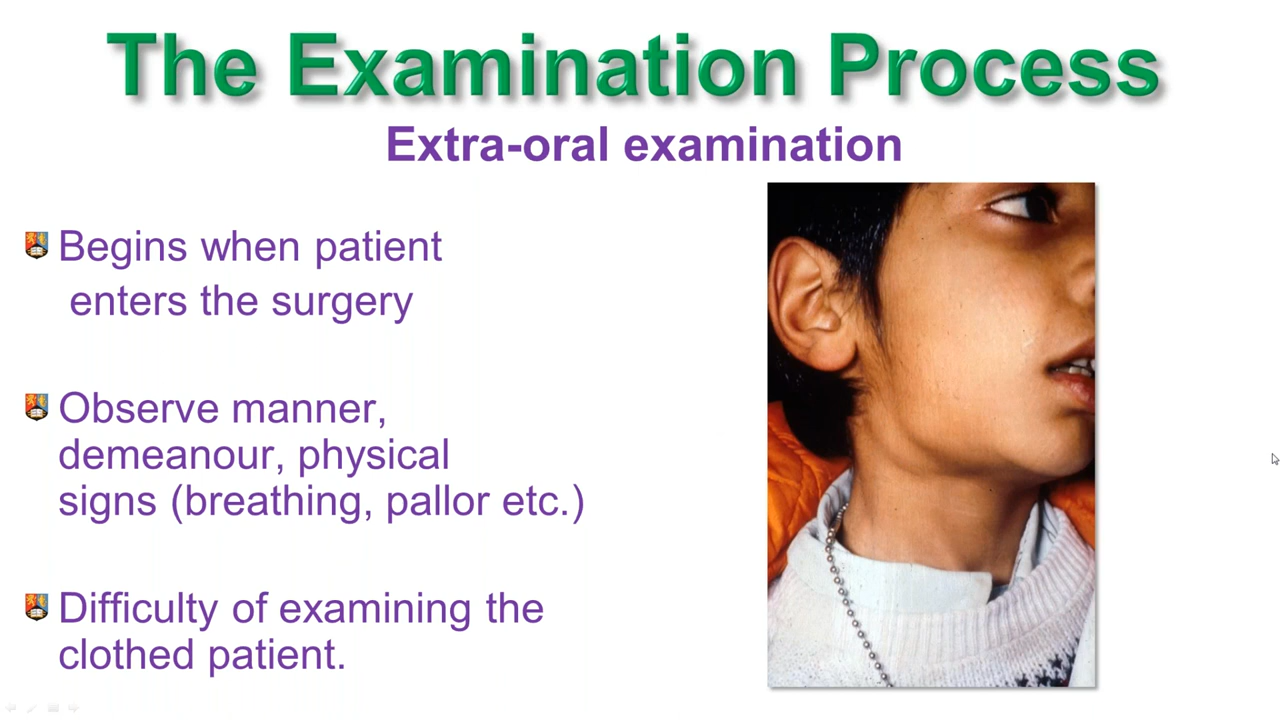 The Examination Process
Extra-oral examination
Begins when patient
enters the surgery
Observe manner,
demeanour, physical
signs (breathing, pallor etc.)
Difficulty of examining the
clothed patient.